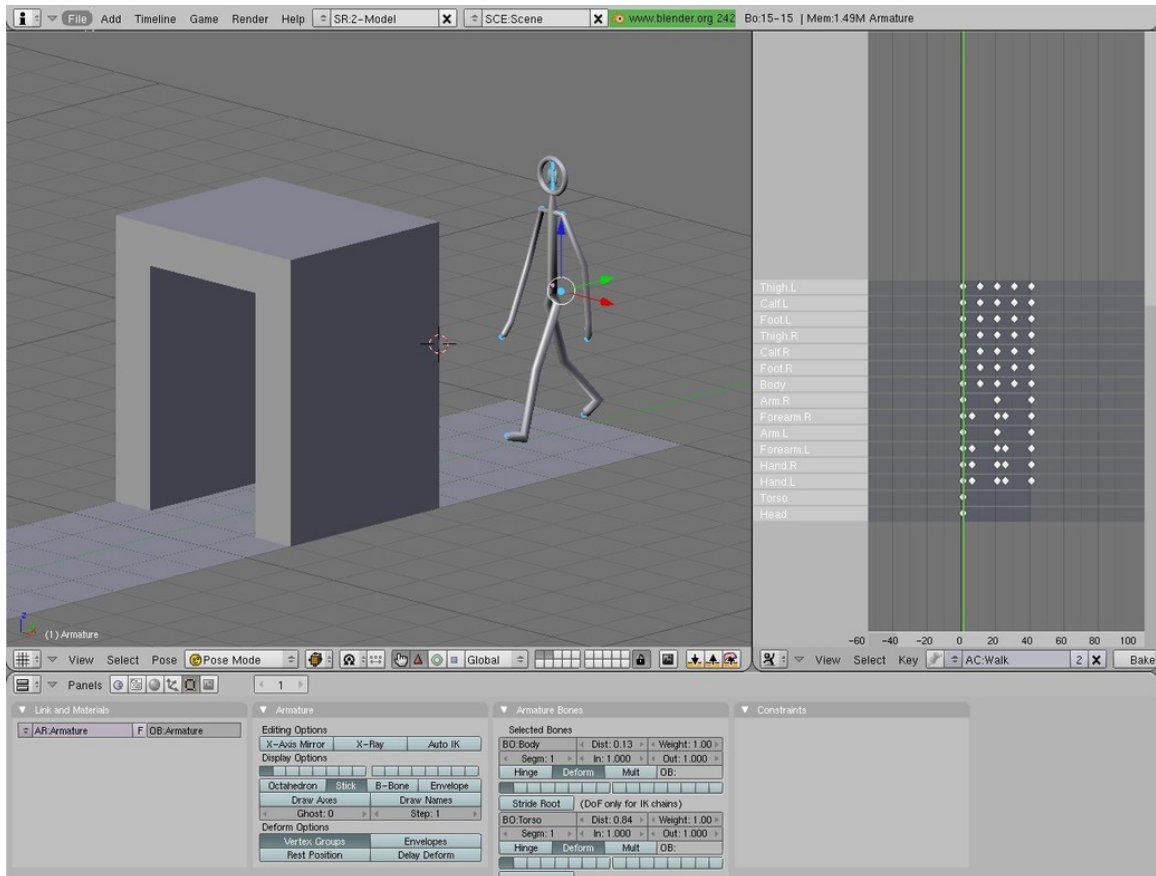 File Add Timeline Game Render Help SR:2-Model X SCE:Scene X www.blender.org 242 Bo:15-15 | Mem:1.49M Armature
Thigh.L
Calf.L
Foot.L
Thigh.R
Calf.R
Foot.R
Body
Arm.R
Forearm.R
Arm.L
Forearm.L
Hand.R
Hand.L
Torso
Head
z
(1) Armature
-60 -40 -20 0 20 40 60 80 100
View Select Pose Pose Mode Global View Select Key AC:Walk 2 X Bake
Panels 1
Link and Materials Armature Armature Bones Constraints
AR:Armature F OB:Armature
Editing Options
X-Axis Mirror X-Ray Auto IK
Display Options
Octahedron Stick B-Bone Envelope
Draw Axes Draw Names
Ghost: 0 Step: 1
Deform Options
Vertex Groups Envelopes
Rest Position Delay Deform
Selected Bones
BO:Body Dist: 0.13 Weight: 1.00
Segm: 1 In: 1.000 Out: 1.000
Hinge Deform Mult OB:
Stride Root (DoF only for IK chains)
BO:Torso Dist: 0.84 Weight: 1.00
Segm: 1 In: 1.000 Out: 1.000
Hinge Deform Mult OB: